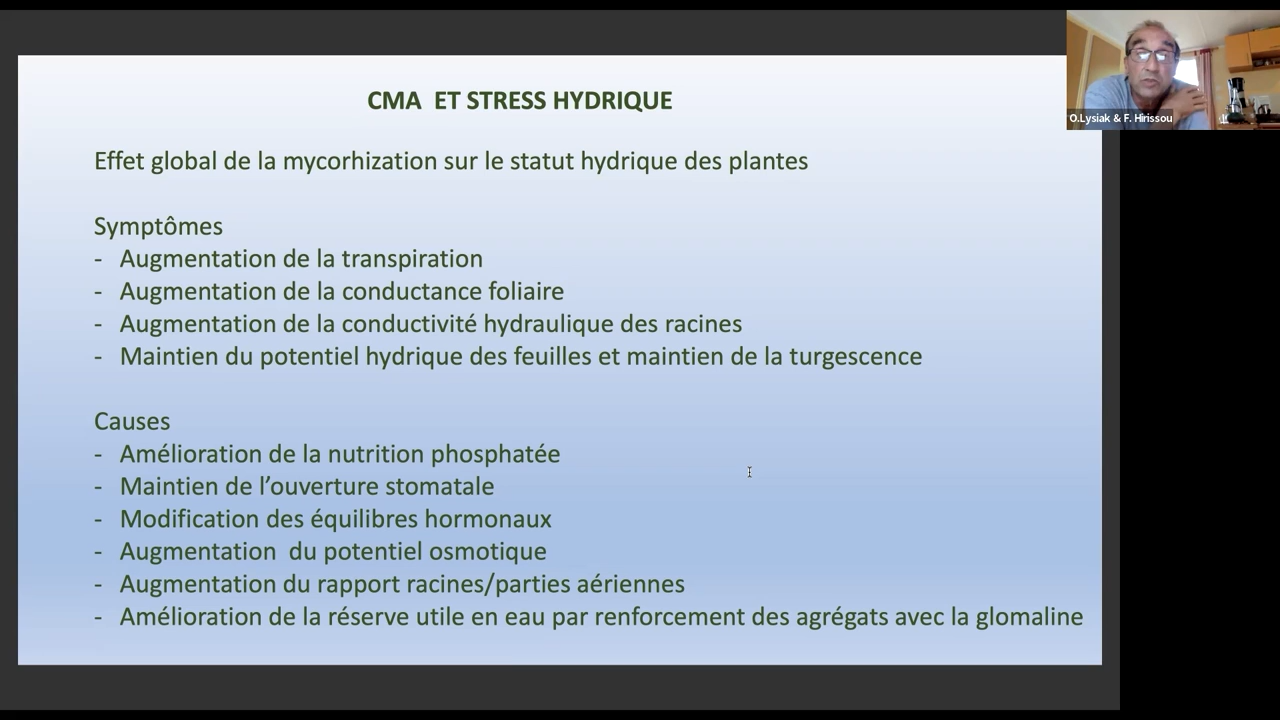 CMA ET STRESS HYDRIQUE
Effet global de la mycorhization sur le statut hydrique des plantes
Symptômes
- Augmentation de la transpiration
- Augmentation de la conductance foliaire
- Augmentation de la conductivité hydraulique des racines
- Maintien du potentiel hydrique des feuilles et maintien de la turgescence
Causes
- Amélioration de la nutrition phosphatée
- Maintien de l’ouverture stomatale
- Modification des équilibres hormonaux
- Augmentation du potentiel osmotique
- Augmentation du rapport racines/parties aériennes
- Amélioration de la réserve utile en eau par renforcement des agrégats avec la glomaline
O.Lysiak & F. Hirissou